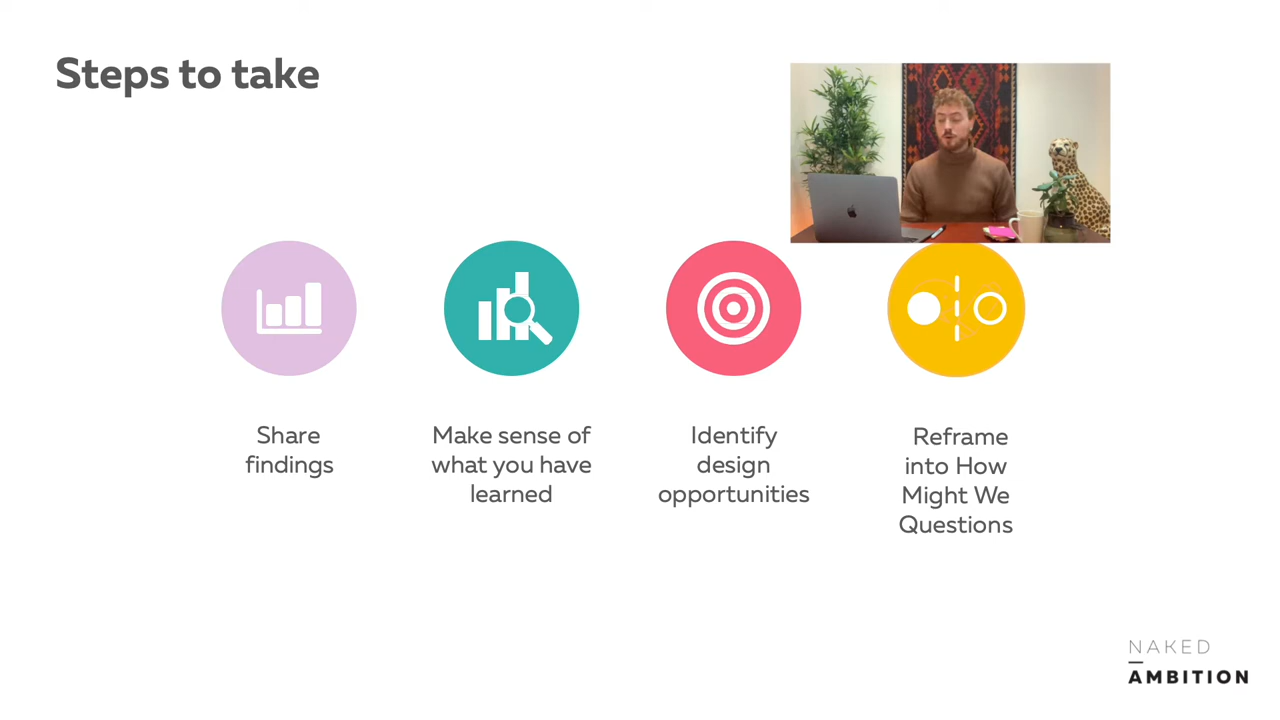 Steps to take
Share
findings
Make sense of
what you have
learned
Identify
design
opportunities
Reframe
into How
Might We
Questions
NAKED
AMBITION